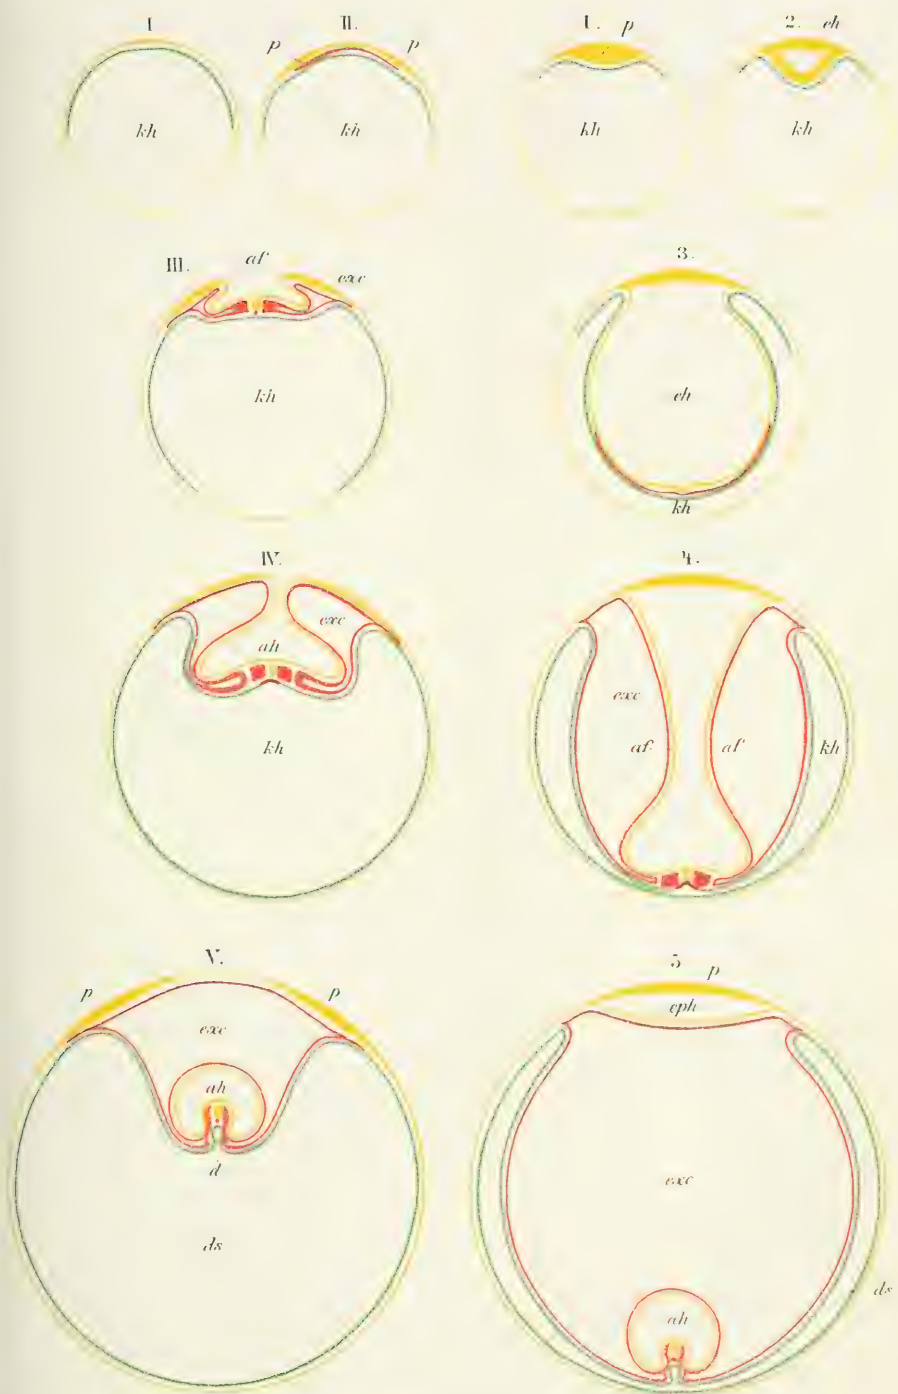 I. II. 1. p 2. eh
p p
kh kh kh kh
III. af exc 3.
kh eh
kh
IV. 4.
exc
ah
exc
kh af af kh
V. 5 p
p p eph
exc
ah
d
exc
ds
ds
ah